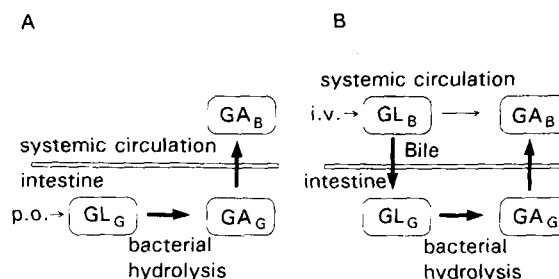 A
GA_B
systemic circulation
intestine
p.o.→ GL_G GA_G
bacterial
hydrolysis
B
systemic circulation
i.v.→ GL_B → GA_B
Bile
intestine
GL_G GA_G
bacterial
hydrolysis